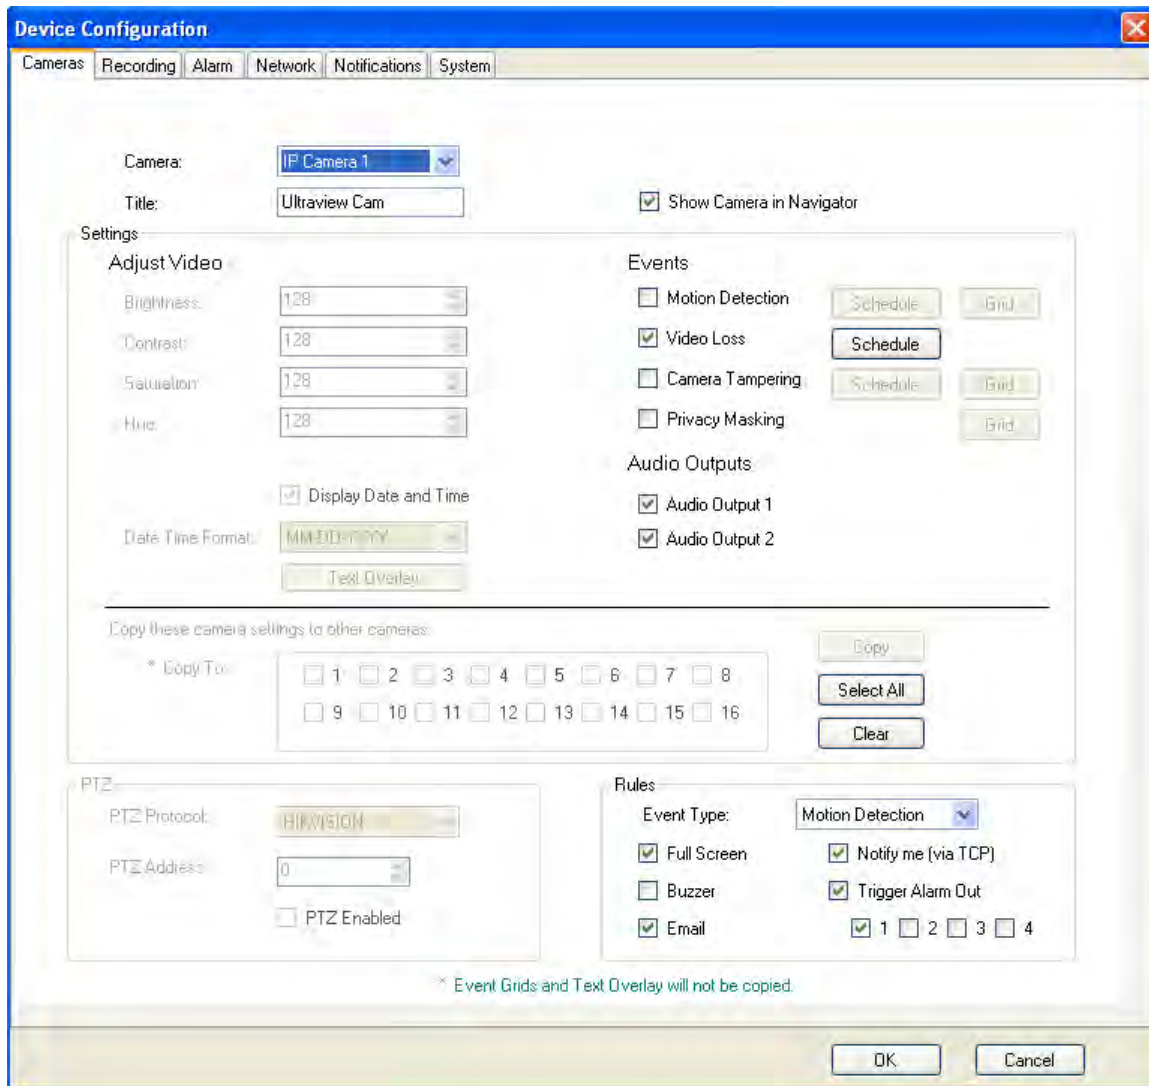 Device Configuration
Cameras Recording Alarm Network Notifications System
Camera: IP Camera 1
Title: Ultraview Cam Show Camera in Navigator
Settings
Adjust Video Events
Brightness: 128 Motion Detection Schedule Grid
Contrast: 128 Video Loss Schedule
Saturation: 128 Camera Tampering Schedule Grid
Hue: 128 Privacy Masking Grid
Audio Outputs
Display Date and Time Audio Output 1
Date Time Format: MM-DD-YYYY Audio Output 2
Text Overlay
Copy these camera settings to other cameras.
* Copy To: 1 2 3 4 5 6 7 8 Copy
9 10 11 12 13 14 15 16 Select All
Clear
PTZ Rules
PTZ Protocol: HIKVISION Event Type: Motion Detection
Full Screen Notify me (via TCP)
PTZ Address: 0 Buzzer Trigger Alarm Out
PTZ Enabled Email 1 2 3 4
* Event Grids and Text Overlay will not be copied.
OK Cancel